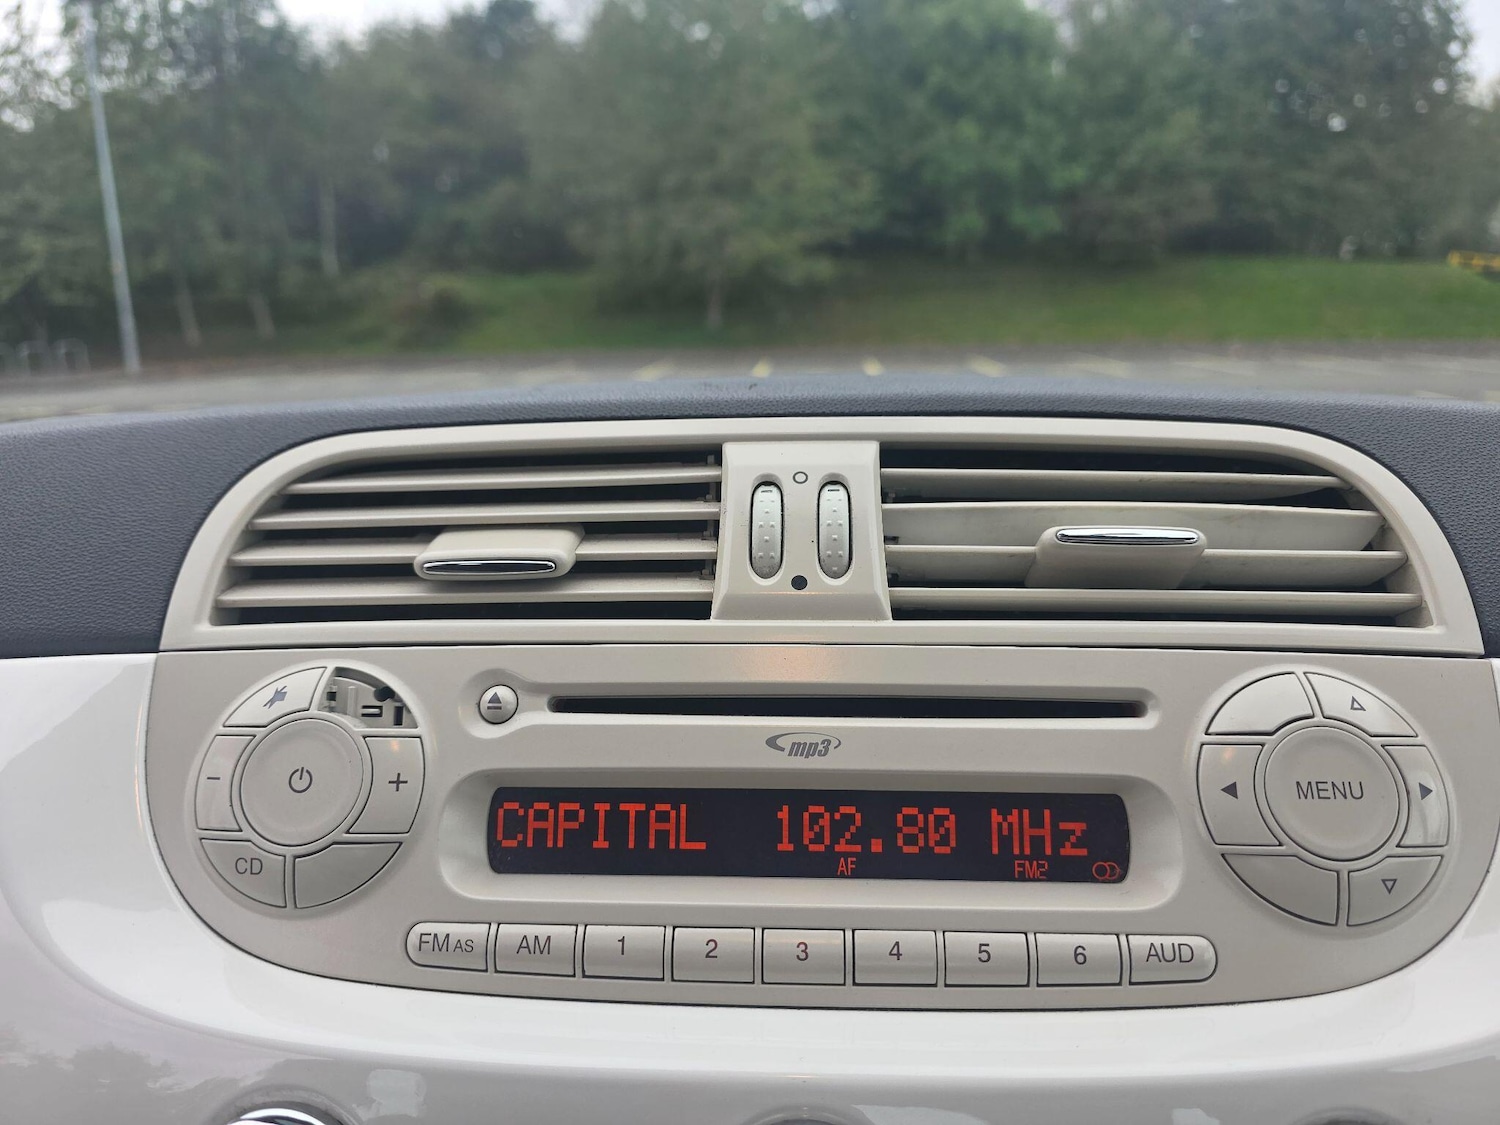 mp3
CAPITAL 102.80 MHz
AF FM2
- +
CD
MENU
FM AS AM 1 2 3 4 5 6 AUD